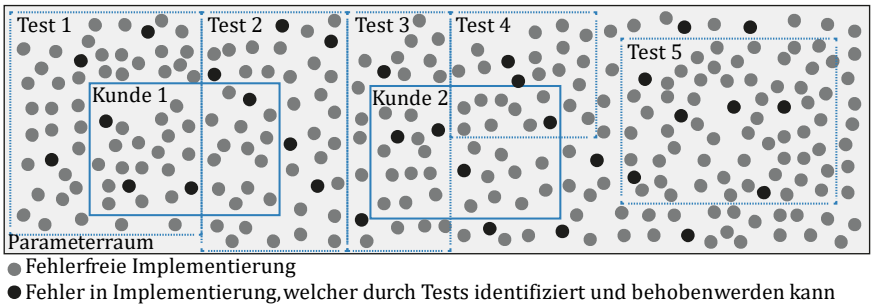 Test 1
Test 2
Test 3
Test 4
Test 5
Kunde 1
Kunde 2
Parameterraum
Fehlerfreie Implementierung
Fehler in Implementierung, welcher durch Tests identifiziert und behobenwerden kann